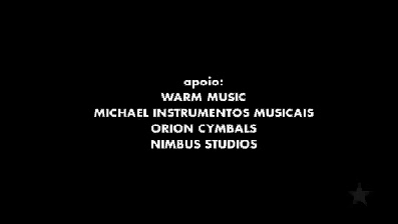 apoio:
WARM MUSIC
MICHAEL INSTRUMENTOS MUSICAIS
ORION CYMBALS
NIMBUS STUDIOS